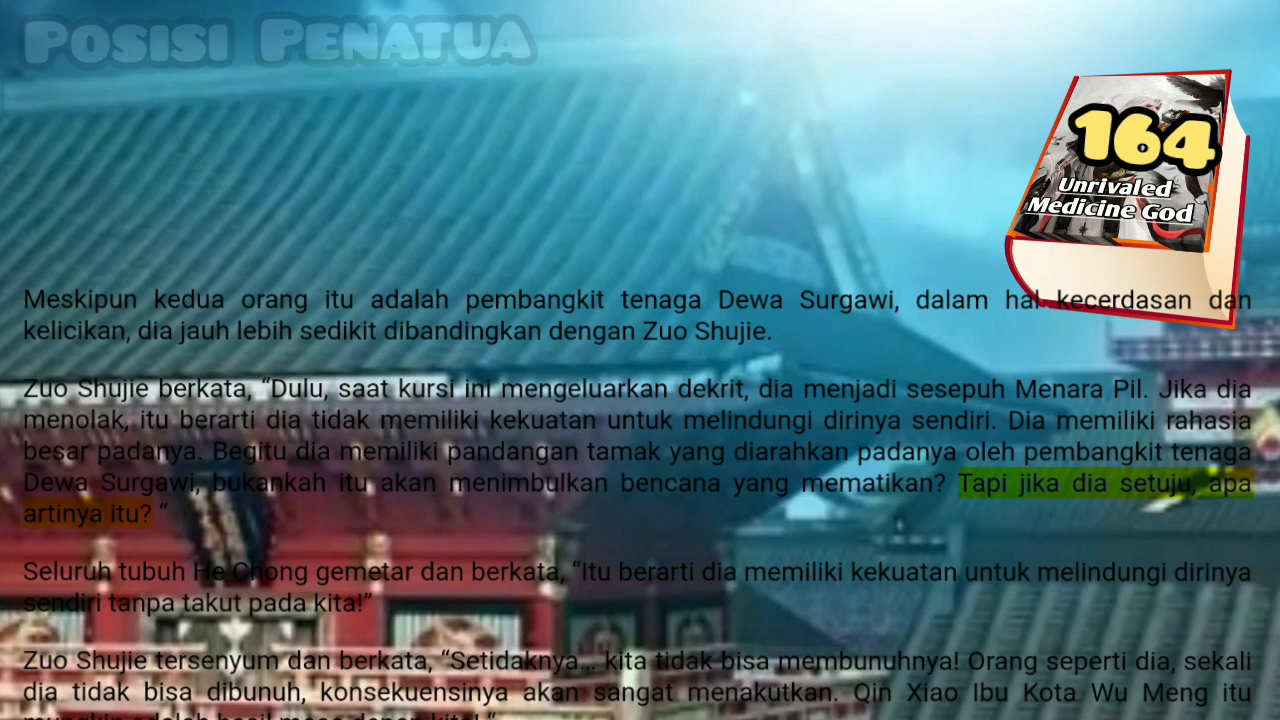 Posisi Penatua
164
Unrivaled
Medicine God
Meskipun kedua orang itu adalah pembangkit tenaga Dewa Surgawi, dalam hal kecerdasan dan
kelicikan, dia jauh lebih sedikit dibandingkan dengan Zuo Shujie.
Zuo Shujie berkata, “Dulu, saat kursi ini mengeluarkan dekrit, dia menjadi sesepuh Menara Pil. Jika dia
menolak, itu berarti dia tidak memiliki kekuatan untuk melindungi dirinya sendiri. Dia memiliki rahasia
besar padanya. Begitu dia memiliki pandangan tamak yang diarahkan padanya oleh pembangkit tenaga
Dewa Surgawi, bukankah itu akan menimbulkan bencana yang mematikan? Tapi jika dia setuju, apa
artinya itu? “
Seluruh tubuh He Chong gemetar dan berkata, “Itu berarti dia memiliki kekuatan untuk melindungi dirinya
sendiri tanpa takut pada kita!”
Zuo Shujie tersenyum dan berkata, “Setidaknya… kita tidak bisa membunuhnya! Orang seperti dia, sekali
dia tidak bisa dibunuh, konsekuensinya akan sangat menakutkan. Qin Xiao Ibu Kota Wu Meng itu
mungkin adalah hasil masa depan kita! “